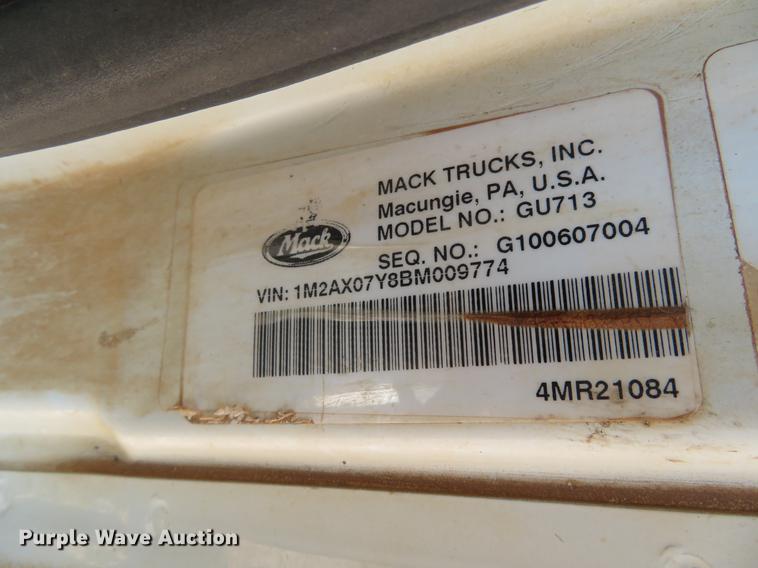 MACK TRUCKS, INC.
Macungie, PA, U.S.A.
MODEL NO.: GU713
SEQ. NO.: G100607004
Mack
VIN: 1M2AX07Y8BM009774
4MR21084
Purple Wave Auction